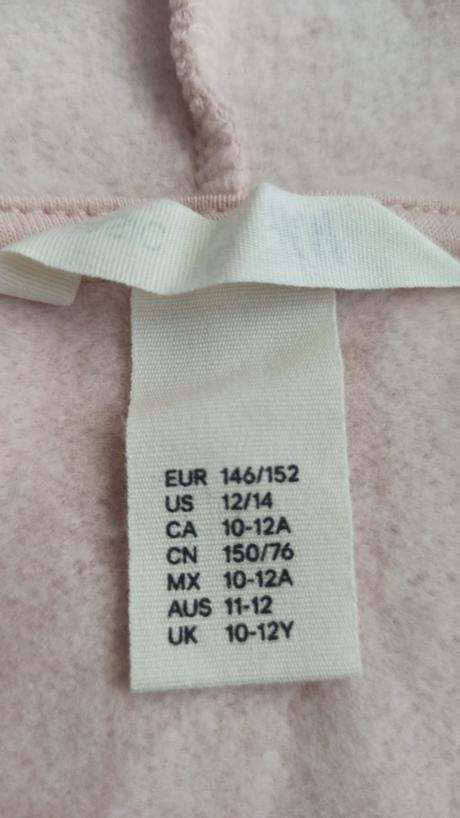 EUR 146/152
US 12/14
CA 10-12A
CN 150/76
MX 10-12A
AUS 11-12
UK 10-12Y